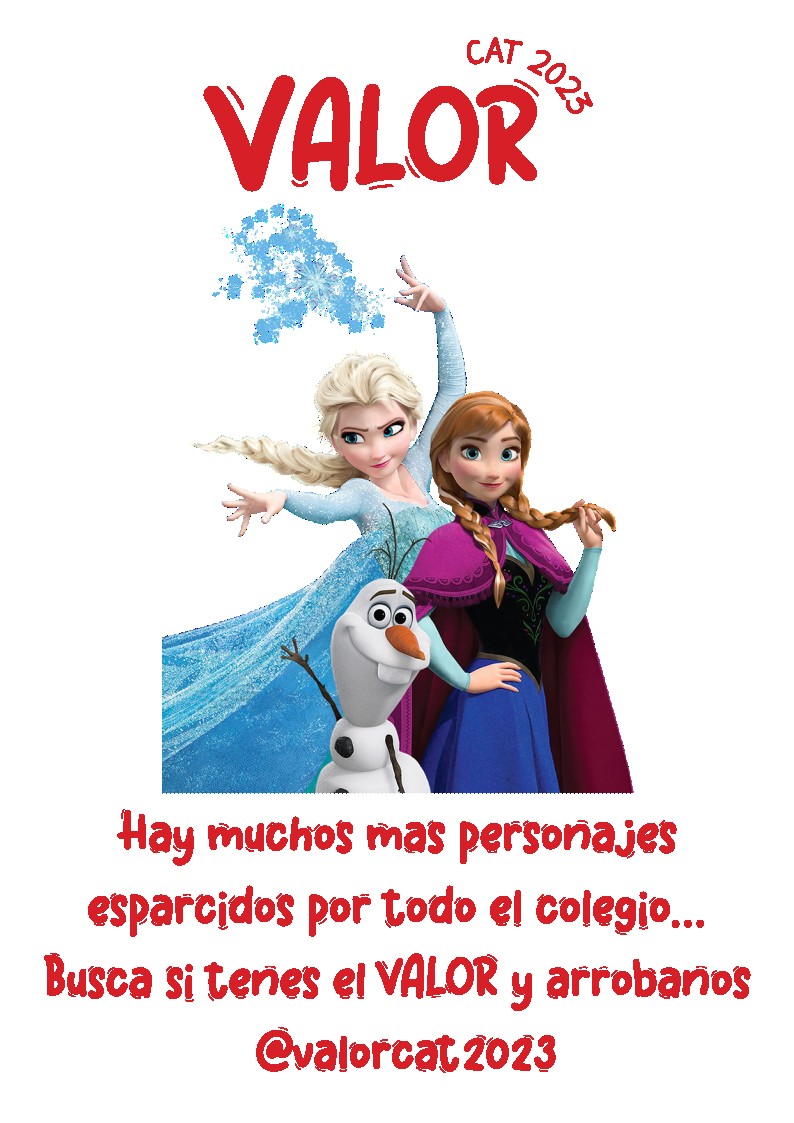 CAT 2023
VALOR
Hay muchos mas personajes
esparcidos por todo el colegio...
Busca si tenes el VALOR y arrobanos
@valorcat2023